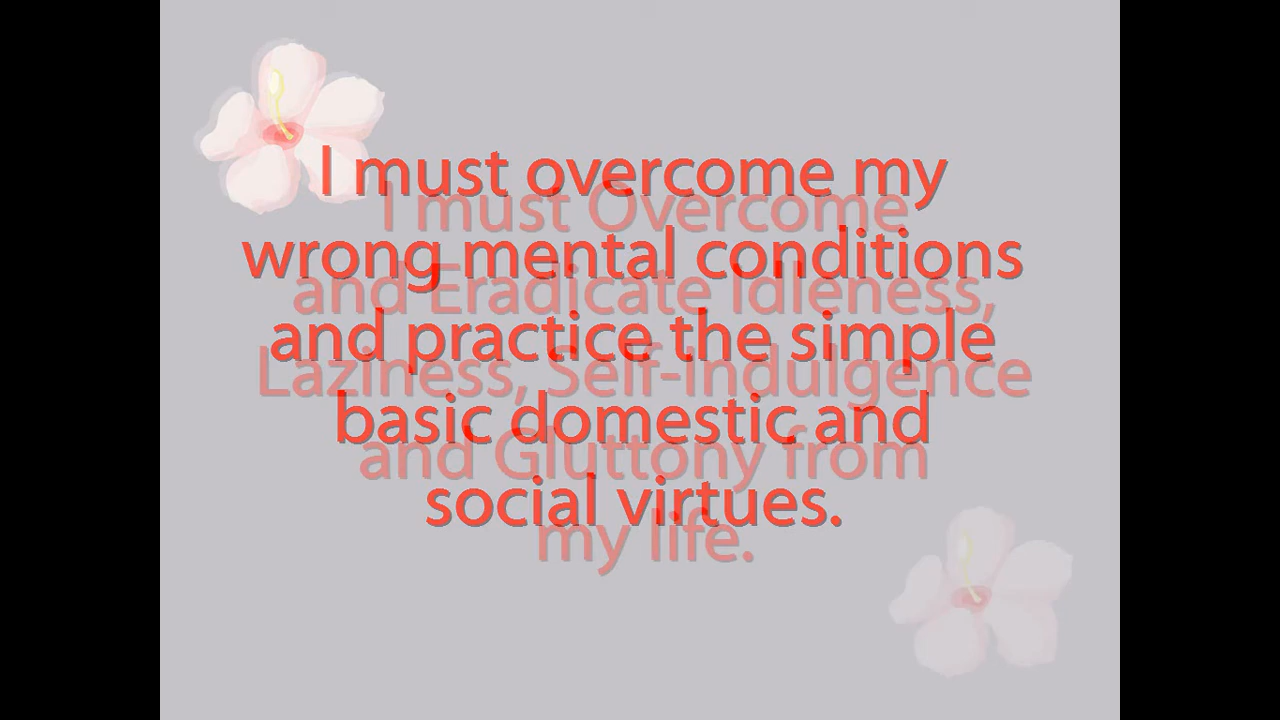 I must overcome my
wrong mental conditions
and practice the simple
basic domestic and
social virtues.
I must Overcome
and Eradicate Idleness,
Laziness, Self-Indulgence
and Gluttony from
my life.